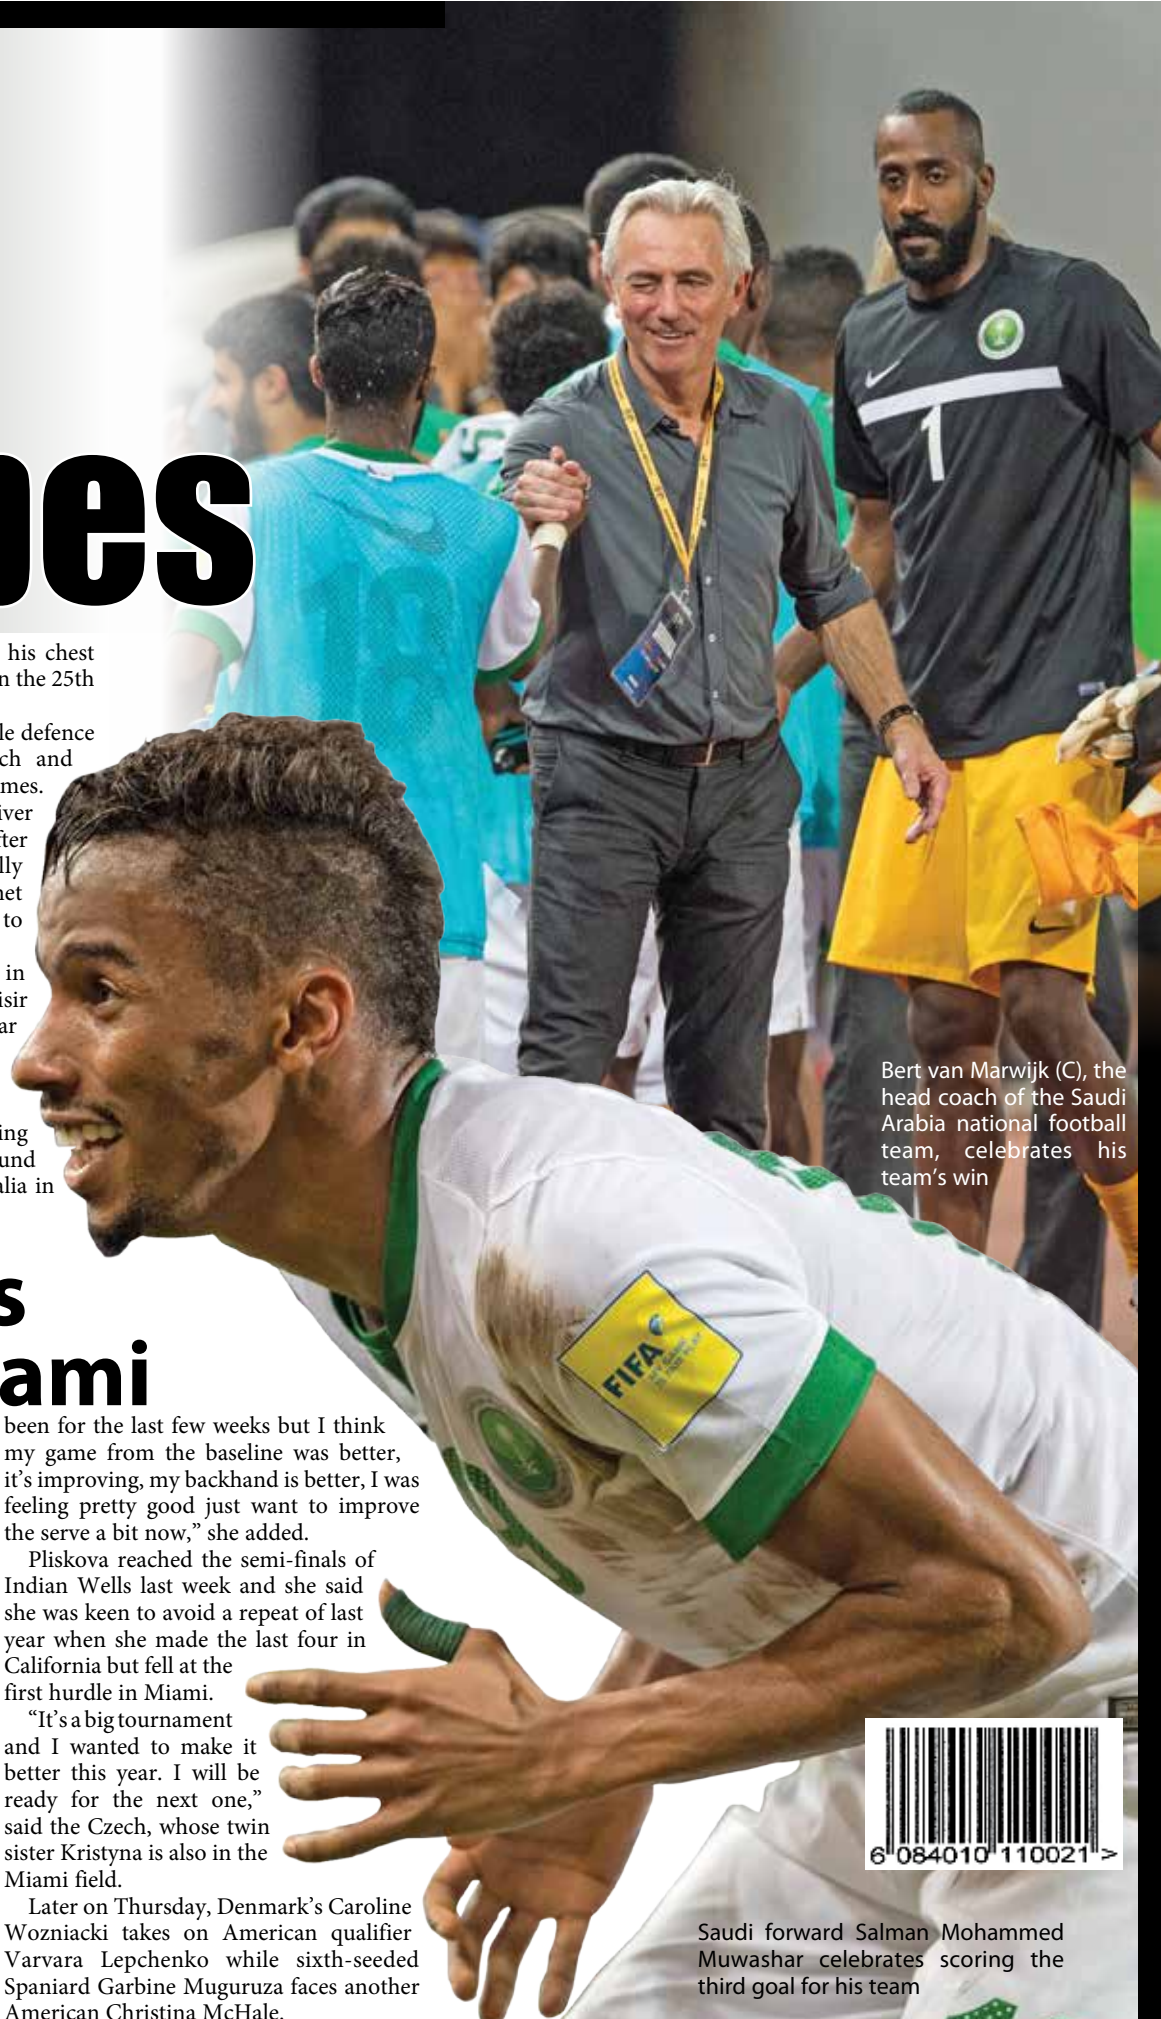 pes
his chest
n the 25th
le defence
ch and
mes.
iver
fter
lly
net
to
in
isir
ar
ing
und
alia in
s
ami
been for the last few weeks but I think
my game from the baseline was better,
it's improving, my backhand is better, I was
feeling pretty good just want to improve
the serve a bit now,” she added.
Pliskova reached the semi-finals of
Indian Wells last week and she said
she was keen to avoid a repeat of last
year when she made the last four in
California but fell at the
first hurdle in Miami.
“It's a big tournament
and I wanted to make it
better this year. I will be
ready for the next one,”
said the Czech, whose twin
sister Kristyna is also in the
Miami field.
Later on Thursday, Denmark's Caroline
Wozniacki takes on American qualifier
Varvara Lepchenko while sixth-seeded
Spaniard Garbine Muguruza faces another
American Christina McHale.
18
1
Bert van Marwijk (C), the
head coach of the Saudi
Arabia national football
team, celebrates his
team's win
FIFA
MY GAME
IS FAIR PLAY
6 084010 110021 >
Saudi forward Salman Mohammed
Muwashar celebrates scoring the
third goal for his team